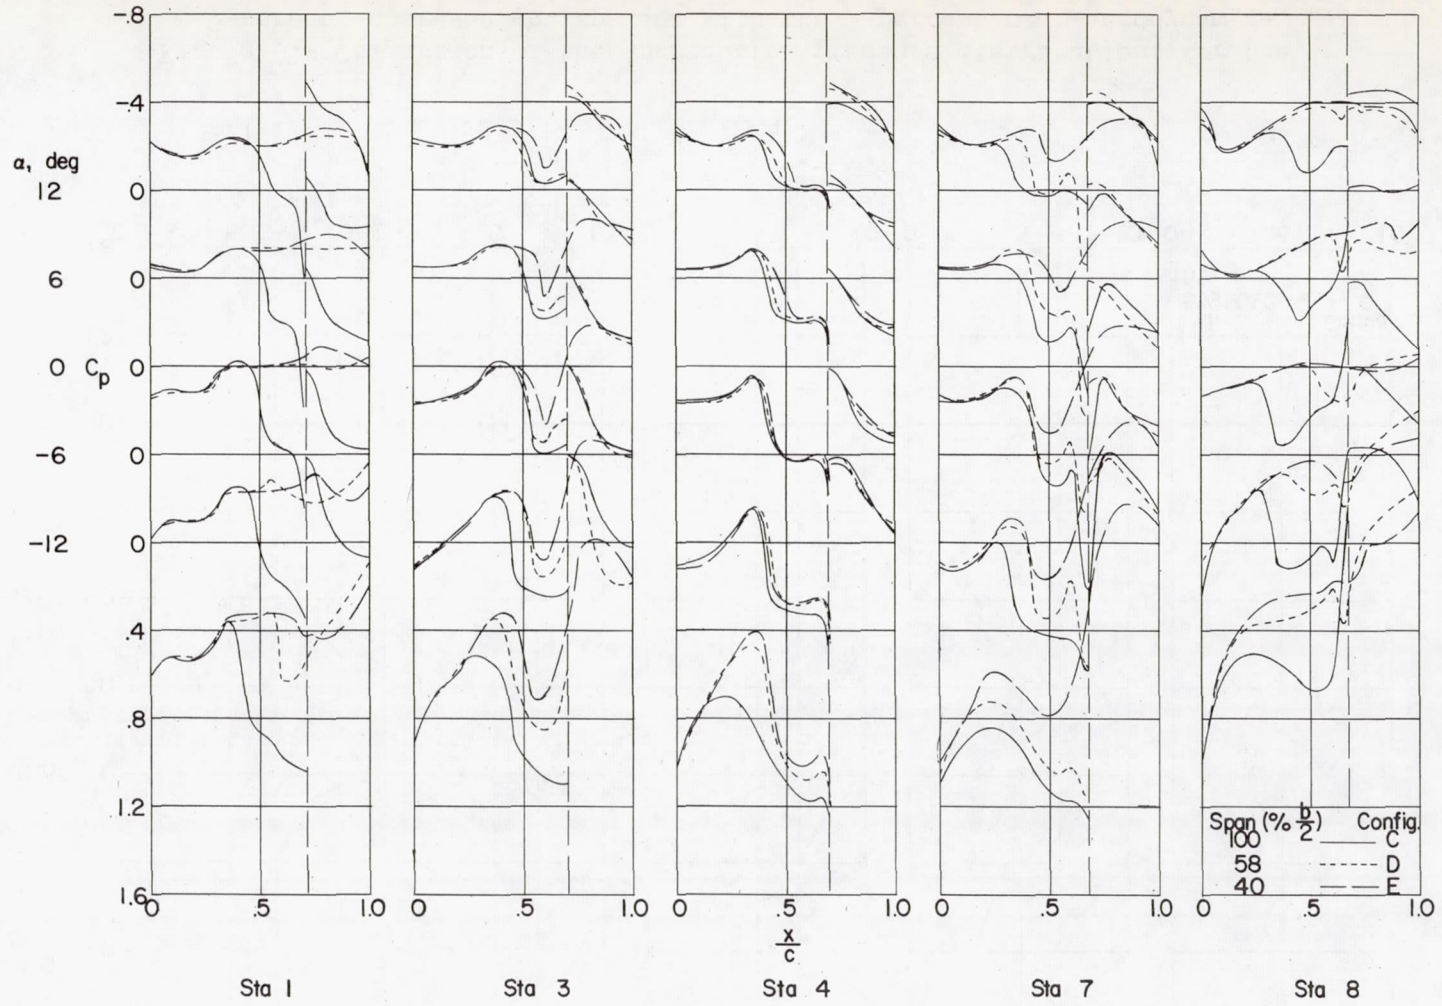 -.8
-.4
α, deg
12 0
6 0
0 Cp 0
-6 0
-12 0
.4
.8
1.2
1.6
0 .5 1.0 0 .5 1.0 0 .5 1.0 0 .5 1.0 0 .5 1.0
x/c
Span (% b/2) Config.
100 C
58 D
40 E
Sta 1 Sta 3 Sta 4 Sta 7 Sta 8